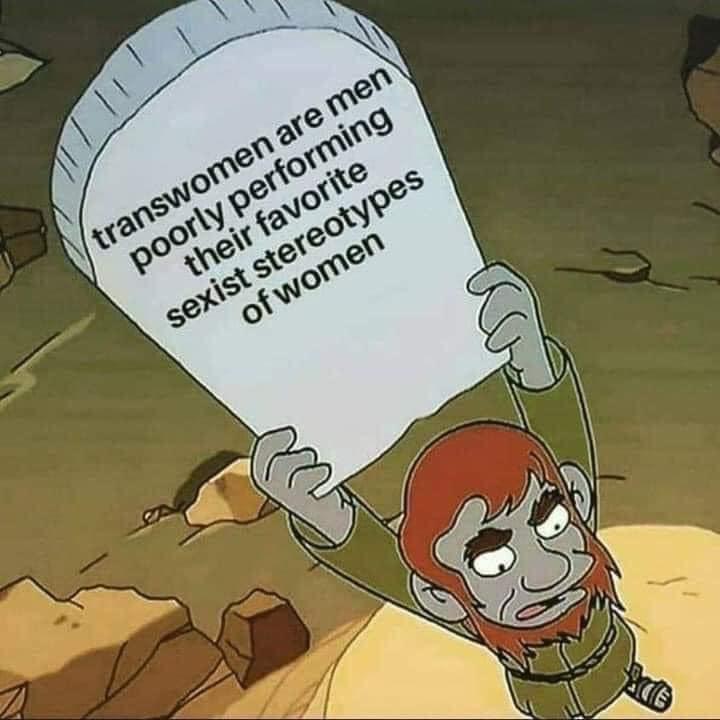 transwomen are men
poorly performing
their favorite
sexist stereotypes
of women